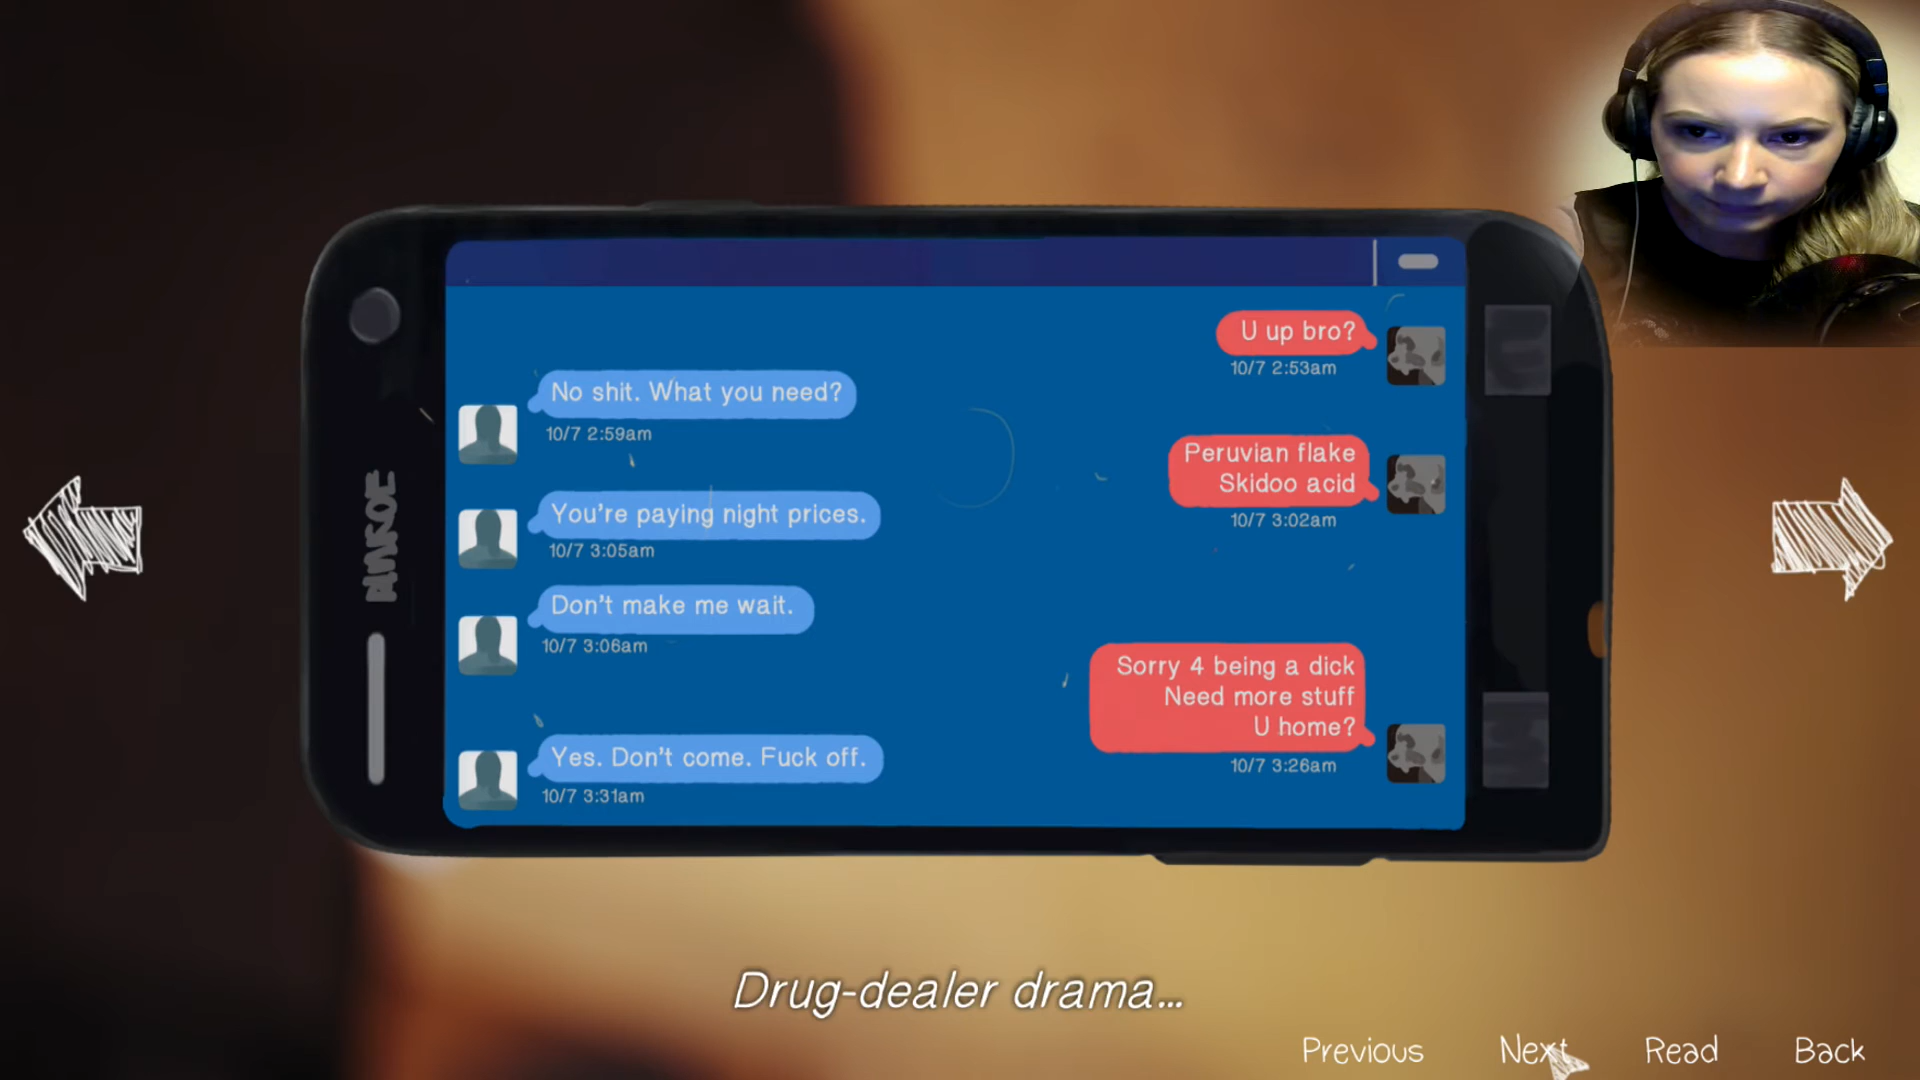 U up bro?
10/7 2:53am
No shit. What you need?
10/7 2:59am
Peruvian flake
Skidoo acid
10/7 3:02am
You're paying night prices.
10/7 3:05am
Don't make me wait.
10/7 3:06am
Sorry 4 being a dick
Need more stuff
U home?
10/7 3:26am
Yes. Don't come. Fuck off.
10/7 3:31am
Drug-dealer drama...
Previous
Next
Read
Back